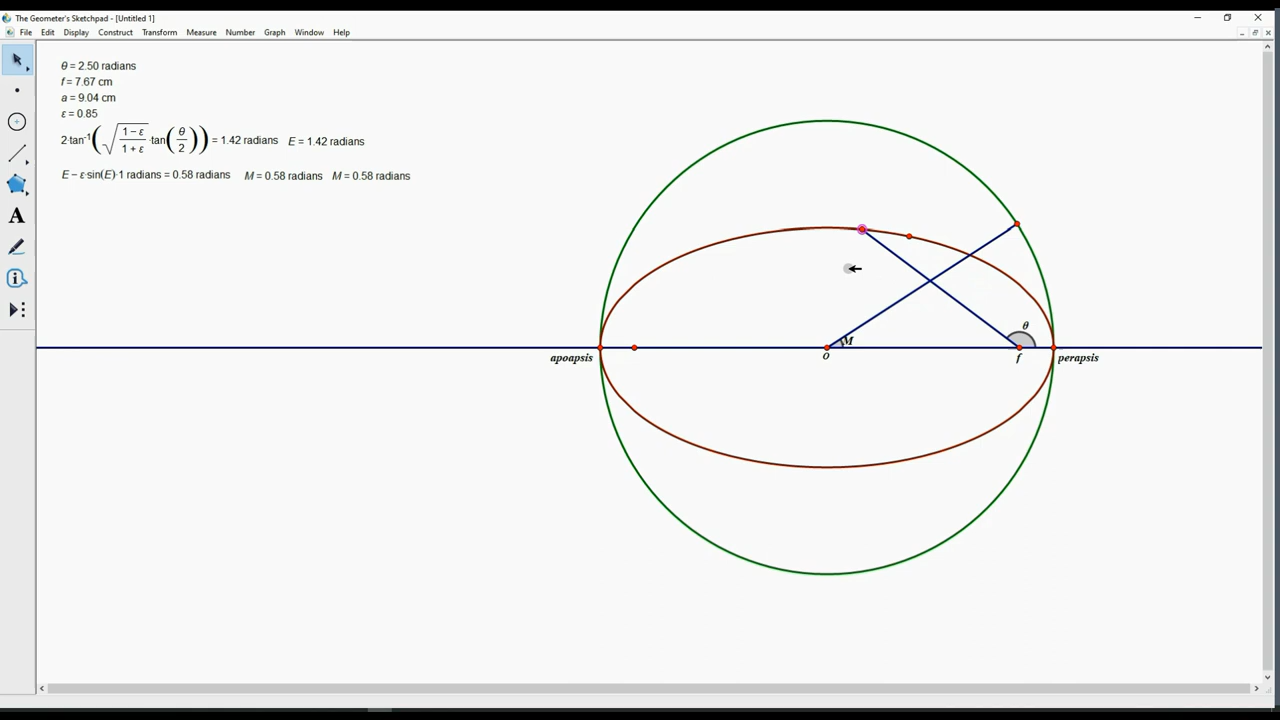 The Geometer's Sketchpad - [Untitled 1]
File Edit Display Construct Transform Measure Number Graph Window Help
θ = 2.50 radians
f = 7.67 cm
a = 9.04 cm
ε = 0.85
2·tan⁻¹(√((1 − ε)/(1 + ε))·tan(θ/2)) = 1.42 radians E = 1.42 radians
E − ε·sin(E)·1 radians = 0.58 radians M = 0.58 radians M = 0.58 radians
A
θ
M
apoapsis O f perapsis